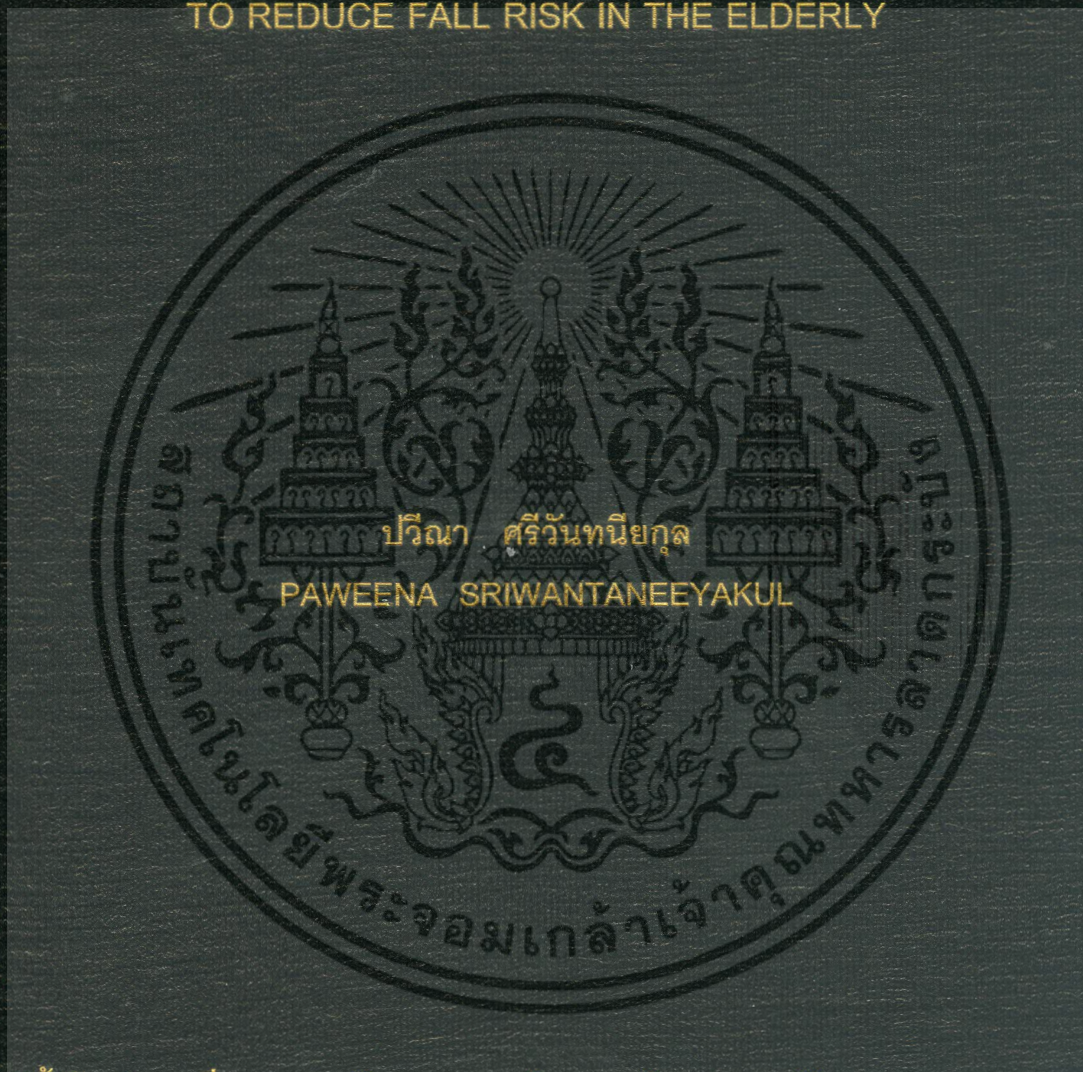 TO REDUCE FALL RISK IN THE ELDERLY
ปวีณา ศรีวันทนียกุล
PAWEENA SRIWANTANEEYAKUL
๔
สถาบันเทคโนโลยีพระจอมเกล้าเจ้าคุณทหารลาดกระบัง